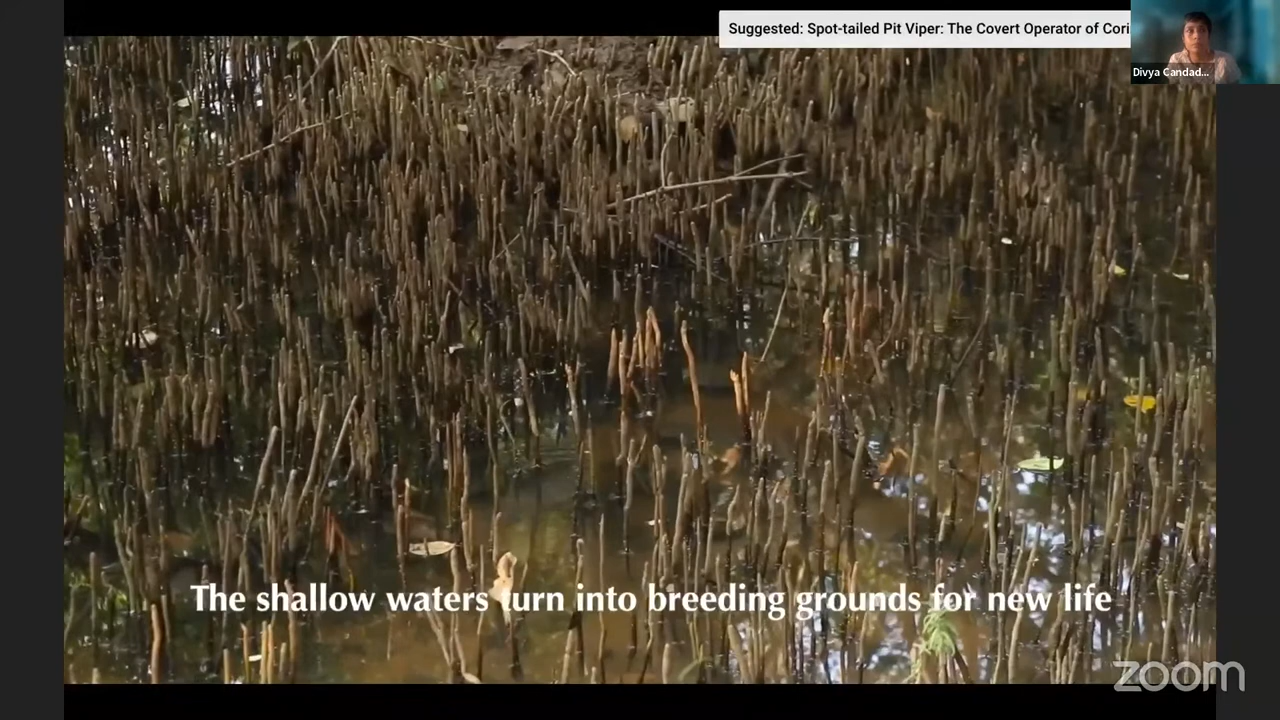 Suggested: Spot-tailed Pit Viper: The Covert Operator of Cori
Divya Candad...
The shallow waters turn into breeding grounds for new life
zoom